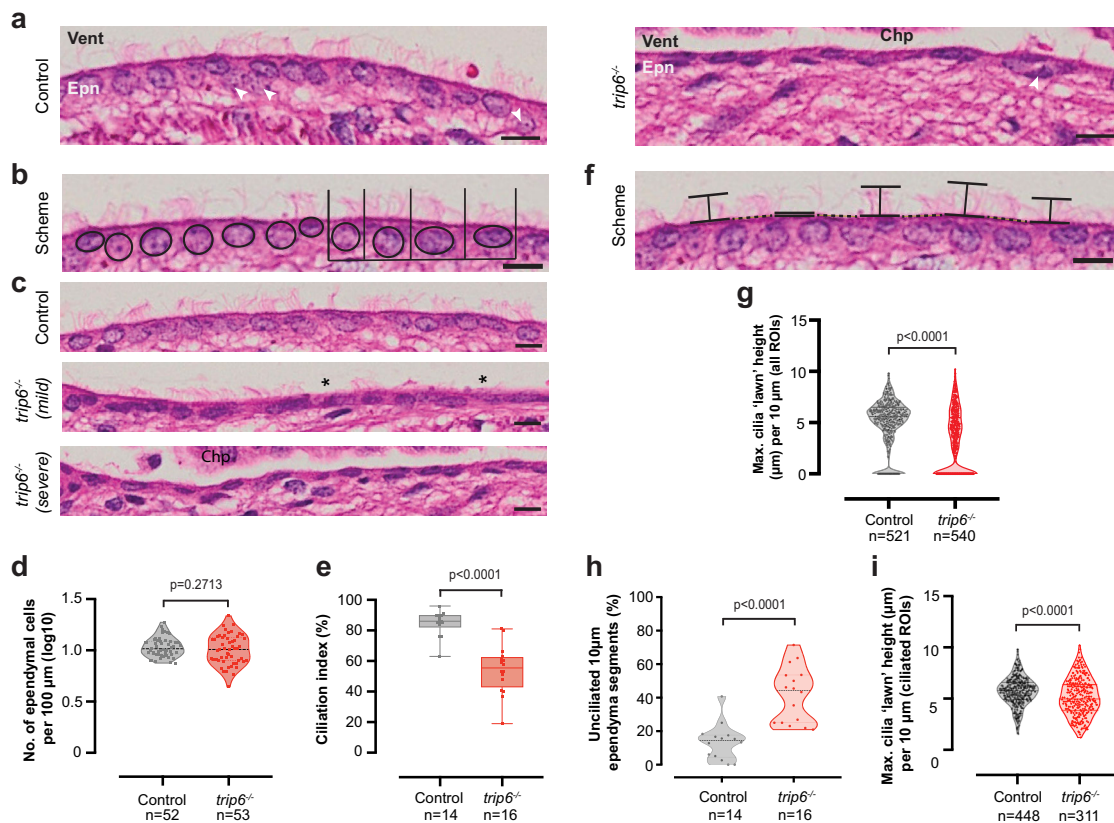 a
Control
Vent
Epn
trip6-/-
Vent
Chp
Epn
b
Scheme
f
Scheme
c
Control
trip6-/-
(mild)
*
*
trip6-/-
(severe)
Chp
g
Max. cilia ‘lawn’ height
(μm) per 10 μm (all ROIs)
15
10
5
0
p<0.0001
Control
n=521
trip6-/-
n=540
d
No. of ependymal cells
per 100 μm (log10)
1.5
1.0
0.5
0
p=0.2713
Control
n=52
trip6-/-
n=53
e
Ciliation index (%)
100
80
60
40
20
0
p<0.0001
Control
n=14
trip6-/-
n=16
h
Unciliated 10μm
ependyma segments (%)
100
80
60
40
20
0
p<0.0001
Control
n=14
trip6-/-
n=16
i
Max. cilia ‘lawn’ height (μm)
per 10 μm (ciliated ROIs)
15
10
5
0
p<0.0001
Control
n=448
trip6-/-
n=311